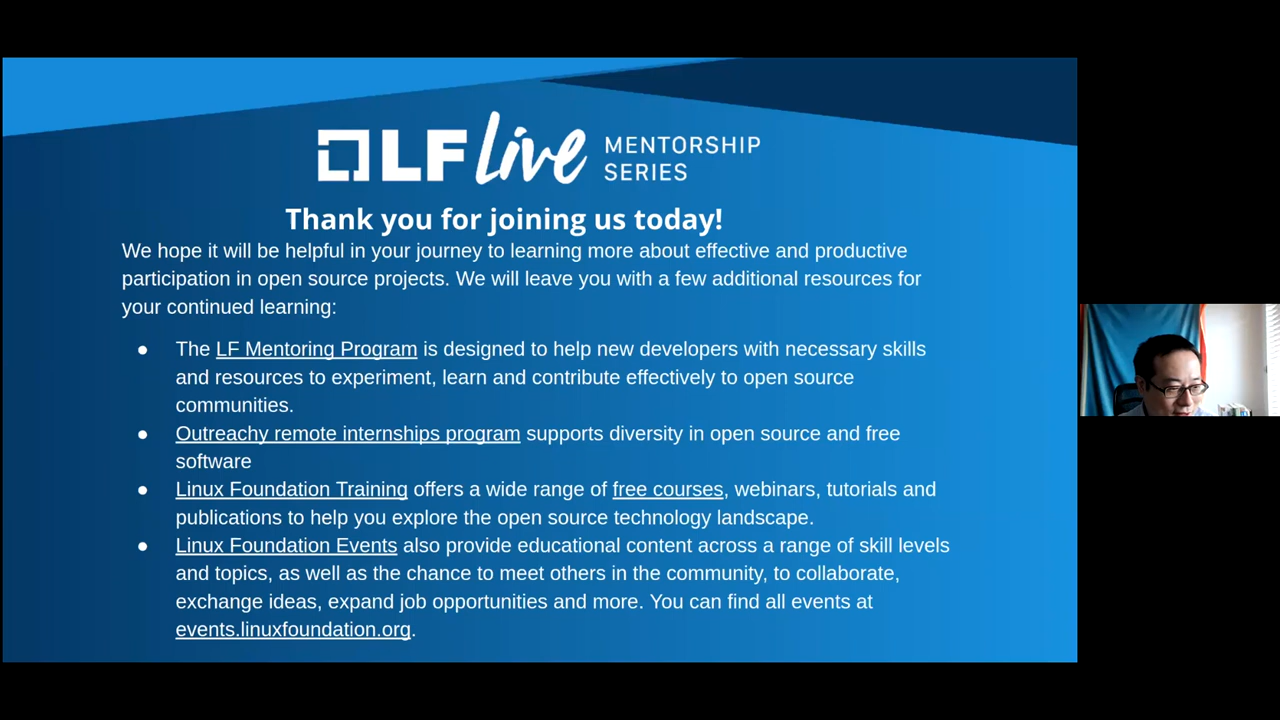 LF Live MENTORSHIP
SERIES
Thank you for joining us today!
We hope it will be helpful in your journey to learning more about effective and productive
participation in open source projects. We will leave you with a few additional resources for
your continued learning:
● The LF Mentoring Program is designed to help new developers with necessary skills
and resources to experiment, learn and contribute effectively to open source
communities.
● Outreachy remote internships program supports diversity in open source and free
software
● Linux Foundation Training offers a wide range of free courses, webinars, tutorials and
publications to help you explore the open source technology landscape.
● Linux Foundation Events also provide educational content across a range of skill levels
and topics, as well as the chance to meet others in the community, to collaborate,
exchange ideas, expand job opportunities and more. You can find all events at
events.linuxfoundation.org.